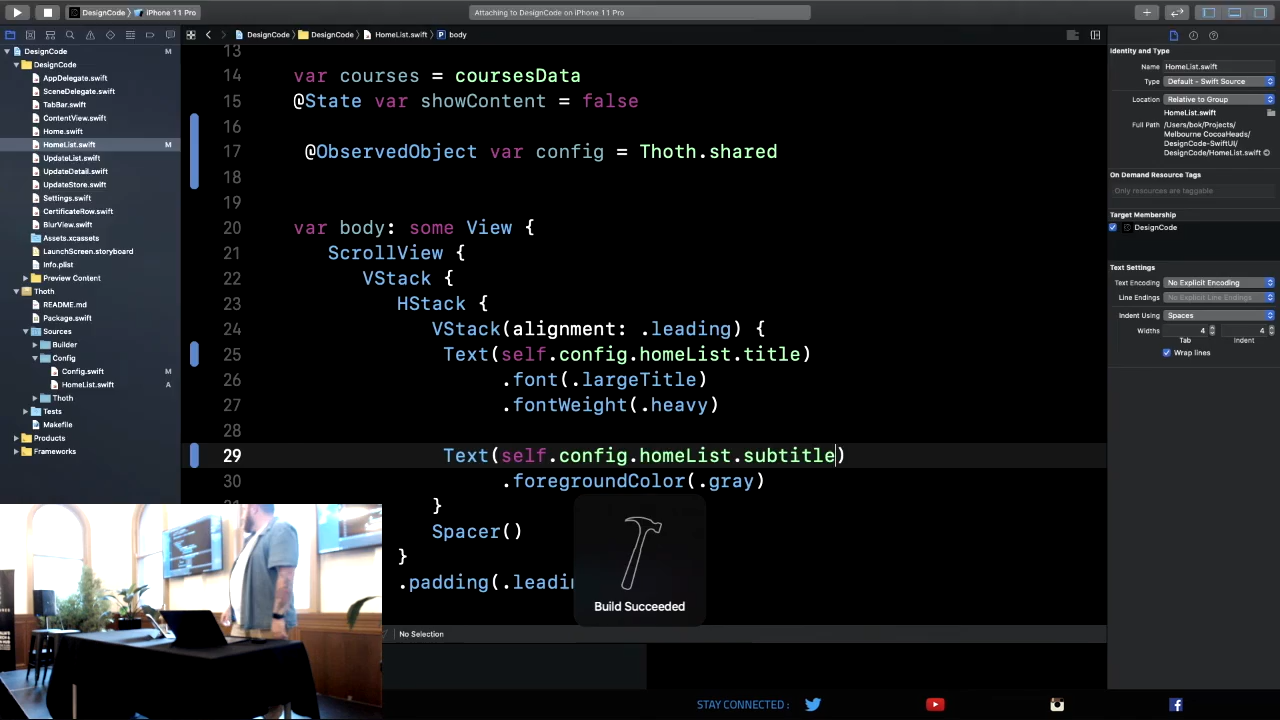 DesignCode
iPhone 11 Pro
Attaching to DesignCode on iPhone 11 Pro
DesignCode
DesignCode
HomeList.swift
P
body
DesignCode M
DesignCode
AppDelegate.swift
SceneDelegate.swift
TabBar.swift
ContentView.swift
Home.swift
HomeList.swift M
UpdateList.swift
UpdateDetail.swift
UpdateStore.swift
Settings.swift
CertificateRow.swift
BlurView.swift
Assets.xcassets
LaunchScreen.storyboard
Info.plist
Preview Content
Thoth
README.md
Package.swift
Sources
Builder
Config
Config.swift M
HomeList.swift A
Thoth
Tests
Makefile
Products
Frameworks
13
14 var courses = coursesData
15 @State var showContent = false
16
17 @ObservedObject var config = Thoth.shared
18
19
20 var body: some View {
21 ScrollView {
22 VStack {
23 HStack {
24 VStack(alignment: .leading) {
25 Text(self.config.homeList.title)
26 .font(.largeTitle)
27 .fontWeight(.heavy)
28
29 Text(self.config.homeList.subtitle)
30 .foregroundColor(.gray)
}
Spacer()
}
.padding(.leadin
Build Succeeded
No Selection
Identity and Type
Name HomeList.swift
Type Default - Swift Source
Location Relative to Group
HomeList.swift
Full Path /Users/bok/Projects/
Melbourne CocoaHeads/
DesignCode-SwiftUI/
DesignCode/HomeList.swift
On Demand Resource Tags
Only resources are taggable
Target Membership
DesignCode
Text Settings
Text Encoding No Explicit Encoding
Line Endings No Explicit Line Endings
Indent Using Spaces
Widths 4 4
Tab Indent
Wrap lines
STAY CONNECTED :